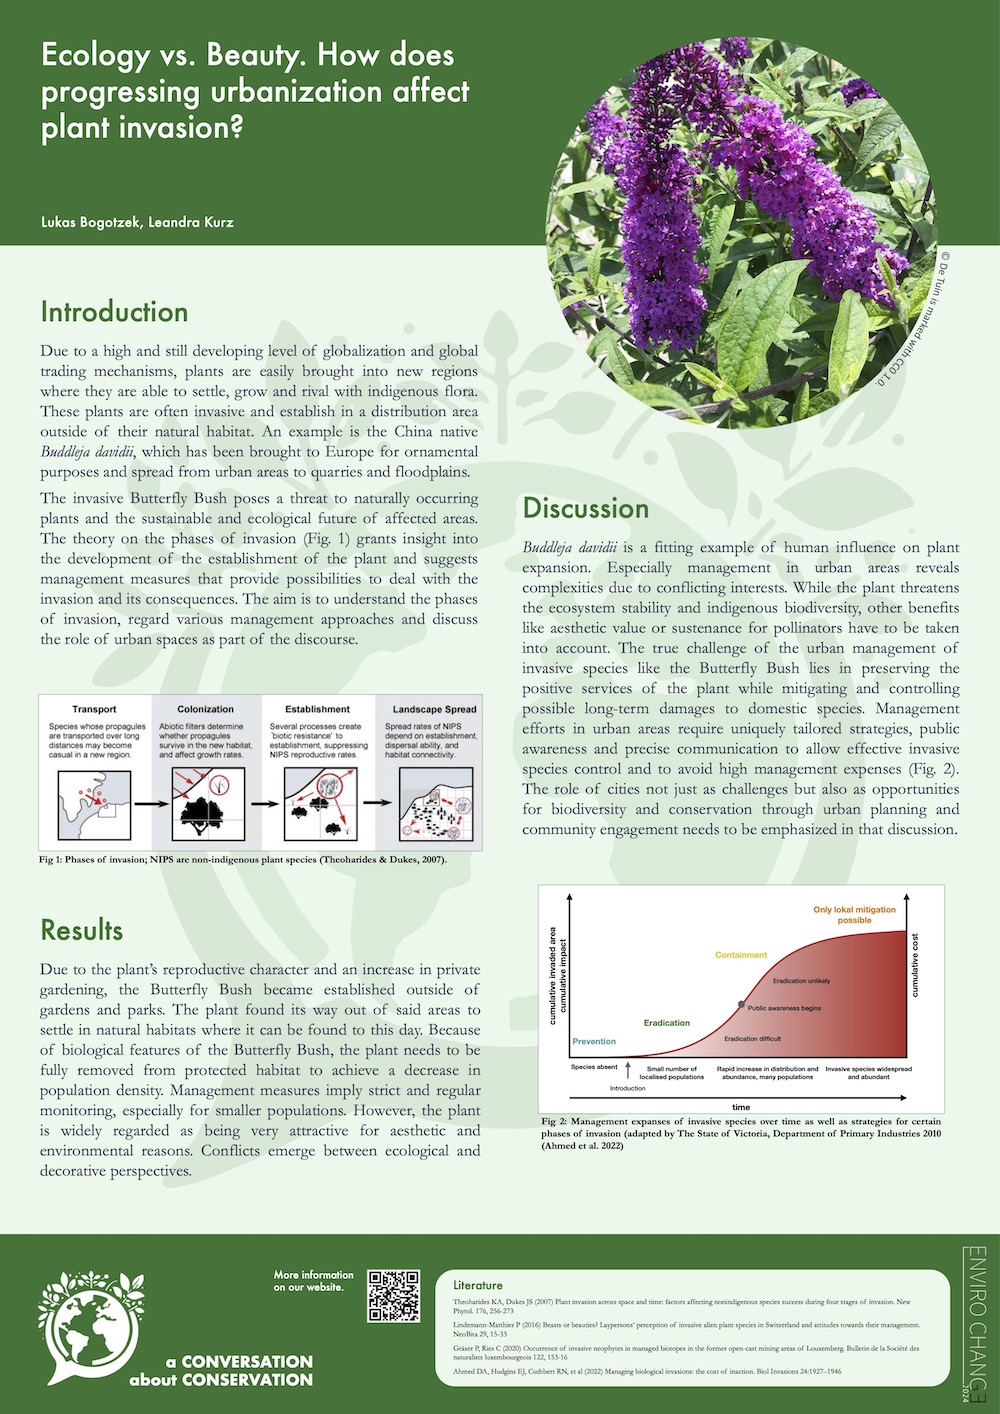 Ecology vs. Beauty. How does
progressing urbanization affect
plant invasion?
Lukas Bogotzek, Leandra Kurz
© De Tuin is marked with CC0 1.0.
Introduction
Due to a high and still developing level of globalization and global
trading mechanisms, plants are easily brought into new regions
where they are able to settle, grow and rival with indigenous flora.
These plants are often invasive and establish in a distribution area
outside of their natural habitat. An example is the China native
Buddleja davidii, which has been brought to Europe for ornamental
purposes and spread from urban areas to quarries and floodplains.
The invasive Butterfly Bush poses a threat to naturally occurring
plants and the sustainable and ecological future of affected areas.
The theory on the phases of invasion (Fig. 1) grants insight into
the development of the establishment of the plant and suggests
management measures that provide possibilities to deal with the
invasion and its consequences. The aim is to understand the phases
of invasion, regard various management approaches and discuss
the role of urban spaces as part of the discourse.
Transport
Species whose propagules
are transported over long
distances may become
casual in a new region.
Colonization
Abiotic filters determine
whether propagules
survive in the new habitat,
and affect growth rates.
Establishment
Several processes create
'biotic resistance' to
establishment, suppressing
NIPS reproductive rates.
Landscape Spread
Spread rates of NIPS
depend on establishment,
dispersal ability, and
habitat connectivity.
Fig 1: Phases of invasion; NIPS are non-indigenous plant species (Theoharides & Dukes, 2007).
Results
Due to the plant's reproductive character and an increase in private
gardening, the Butterfly Bush became established outside of
gardens and parks. The plant found its way out of said areas to
settle in natural habitats where it can be found to this day. Because
of biological features of the Butterfly Bush, the plant needs to be
fully removed from protected habitat to achieve a decrease in
population density. Management measures imply strict and regular
monitoring, especially for smaller populations. However, the plant
is widely regarded as being very attractive for aesthetic and
environmental reasons. Conflicts emerge between ecological and
decorative perspectives.
Discussion
Buddleja davidii is a fitting example of human influence on plant
expansion. Especially management in urban areas reveals
complexities due to conflicting interests. While the plant threatens
the ecosystem stability and indigenous biodiversity, other benefits
like aesthetic value or sustenance for pollinators have to be taken
into account. The true challenge of the urban management of
invasive species like the Butterfly Bush lies in preserving the
positive services of the plant while mitigating and controlling
possible long-term damages to domestic species. Management
efforts in urban areas require uniquely tailored strategies, public
awareness and precise communication to allow effective invasive
species control and to avoid high management expenses (Fig. 2).
The role of cities not just as challenges but also as opportunities
for biodiversity and conservation through urban planning and
community engagement needs to be emphasized in that discussion.
cumulative invaded area
cumulative impact
Prevention
Eradication
Containment
Only lokal mitigation
possible
Eradication unlikely
Public awareness begins
Eradication difficult
cumulative cost
Species absent
Introduction
Small number of
localised populations
Rapid increase in distribution and
abundance, many populations
Invasive species widespread
and abundant
time
Fig 2: Management expanses of invasive species over time as well as strategies for certain
phases of invasion (adapted by The State of Victoria, Department of Primary Industries 2010
(Ahmed et al. 2022)
a CONVERSATION
about CONSERVATION
More information
on our website.
Literature
Theoharides KA, Dukes JS (2007) Plant invasion across space and time: factors affecting nonindigenous species success during four stages of invasion. New
Phytol. 176, 256-273
Lindemann-Matthies P (2016) Beasts or beauties? Laypersons' perception of invasive alien plant species in Switzerland and attitudes towards their management.
NeoBita 29, 15-33
Gräser P, Ries C (2020) Occurrence of invasive neophytes in managed biotopes in the former open-cast mining areas of Louxemberg. Bulletin de la Société des
naturalists luxembourgeois 122, 153-16
Ahmed DA, Hudgins EJ, Cuthbert RN, et al (2022) Managing biological invasions: the cost of inaction. Biol Invasions 24:1927–1946
ENVIRO CHANGE
2024